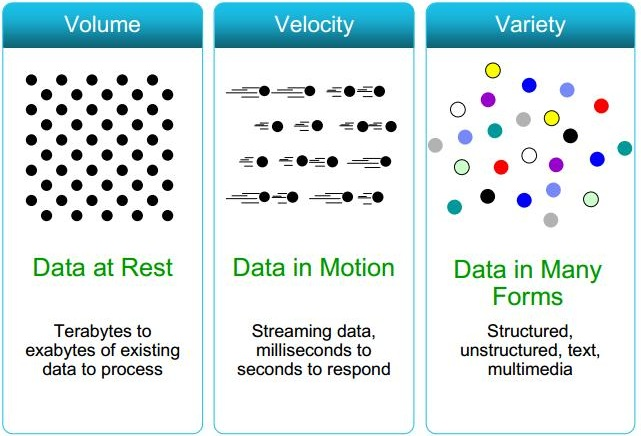 Volume
Data at Rest
Terabytes to
exabytes of existing
data to process
Velocity
Data in Motion
Streaming data,
milliseconds to
seconds to respond
Variety
Data in Many
Forms
Structured,
unstructured, text,
multimedia